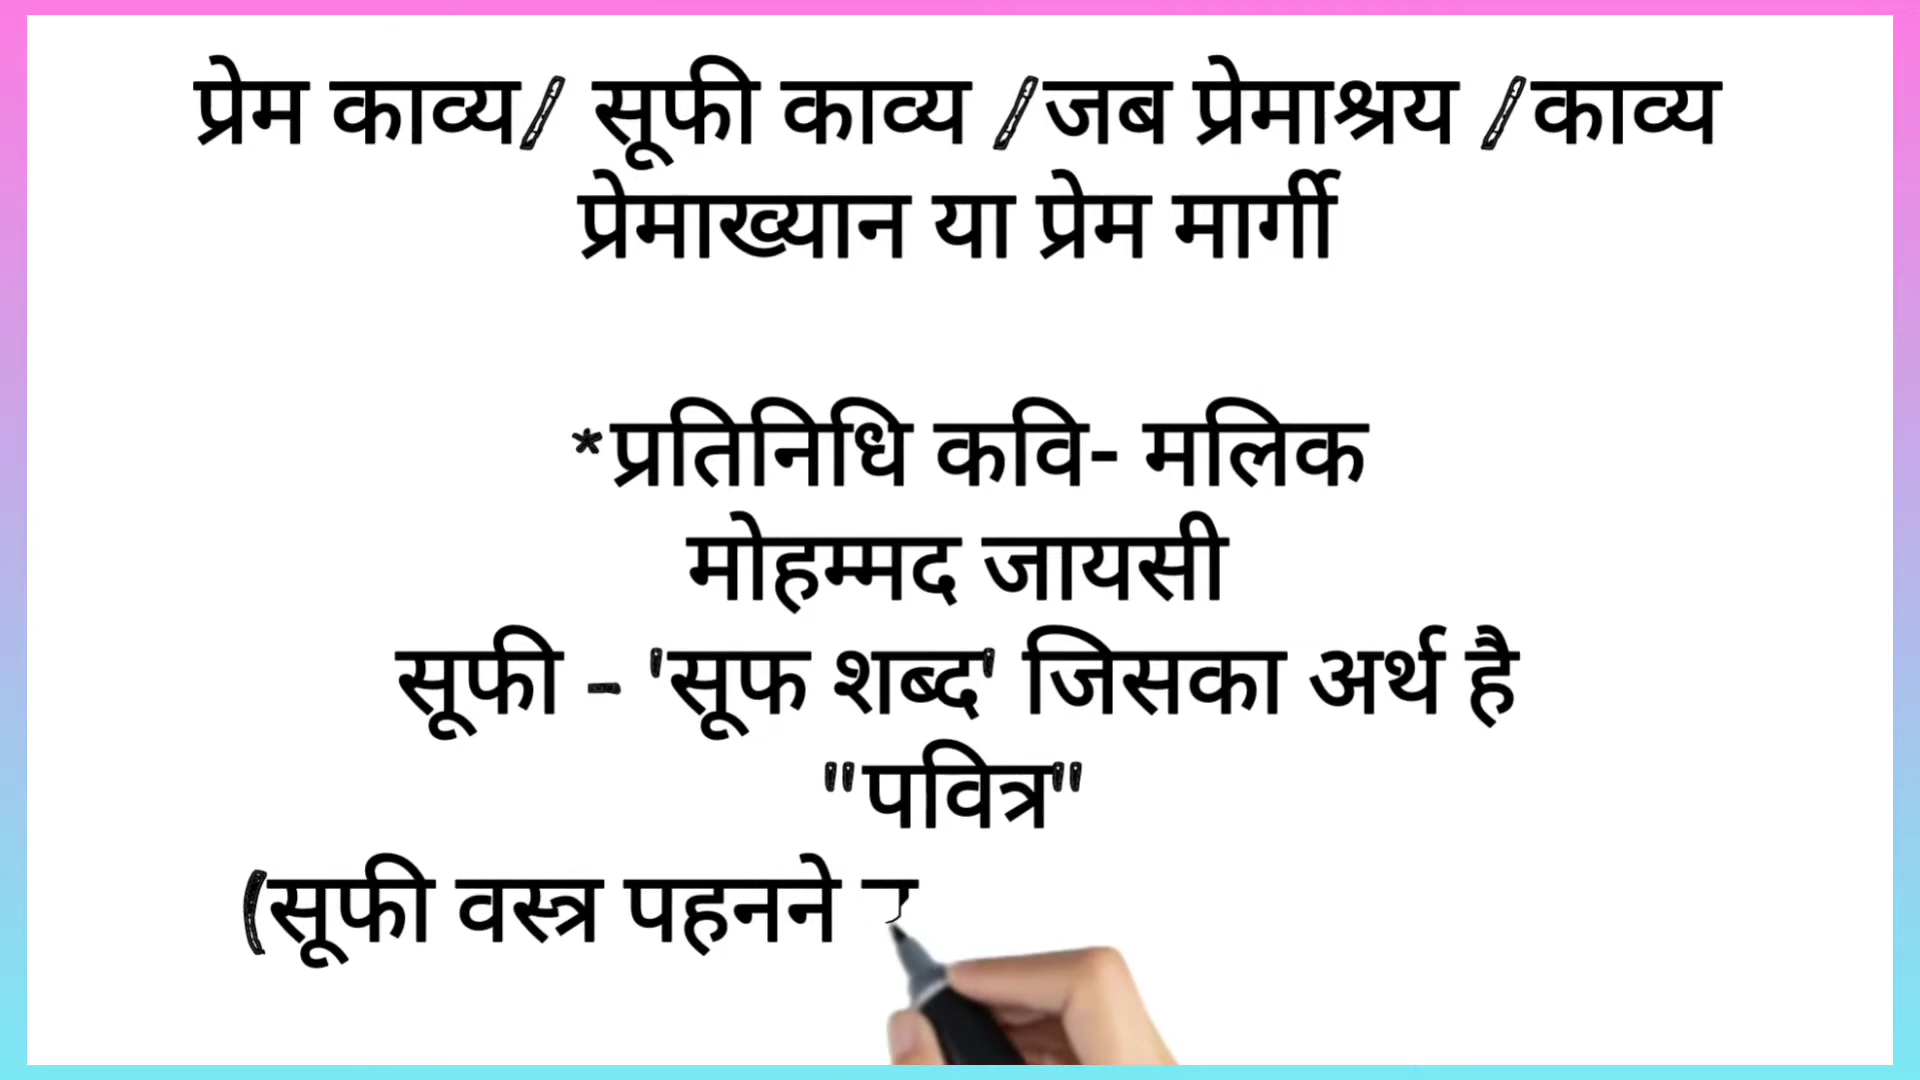 प्रेम काव्य/ सूफी काव्य /जब प्रेमाश्रय /काव्य
प्रेमाख्यान या प्रेम मार्गी
*प्रतिनिधि कवि- मलिक
मोहम्मद जायसी
सूफी - 'सूफ शब्द' जिसका अर्थ है
"पवित्र"
(सूफी वस्त्र पहनने